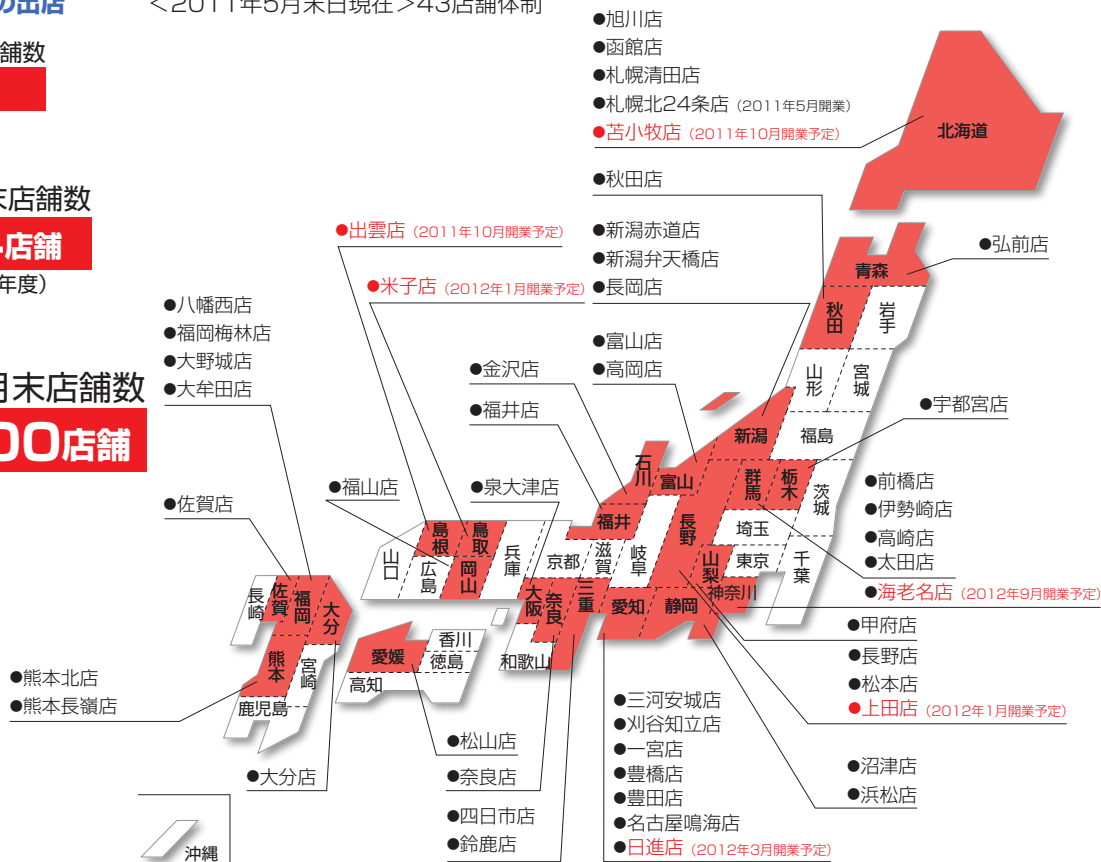 の出店
<2011年5月末日現在>43店舗体制
舗数
末店舗数
店舗
年度）
月末店舗数
00店舗
●旭川店
●函館店
●札幌清田店
●札幌北24条店（2011年5月開業）
●苫小牧店（2011年10月開業予定）
北海道
●秋田店
●出雲店（2011年10月開業予定）
●米子店（2012年1月開業予定）
●新潟赤道店
●新潟弁天橋店
●長岡店
●弘前店
●八幡西店
●福岡梅林店
●大野城店
●大牟田店
●富山店
●高岡店
●金沢店
●福井店
●宇都宮店
●佐賀店
●福山店
●泉大津店
●前橋店
●伊勢崎店
●高崎店
●太田店
●海老名店（2012年9月開業予定）
●甲府店
●長野店
●松本店
●上田店（2012年1月開業予定）
●沼津店
●浜松店
●熊本北店
●熊本長嶺店
●大分店
●松山店
●奈良店
●四日市店
●鈴鹿店
●三河安城店
●刈谷知立店
●一宮店
●豊橋店
●豊田店
●名古屋鳴海店
●日進店（2012年3月開業予定）
青森
秋田
岩手
山形
宮城
新潟
福島
群馬
栃木
茨城
埼玉
石川
富山
福井
長野
山梨
東京
千葉
神奈川
岐阜
滋賀
京都
兵庫
愛知
静岡
三重
奈良
大阪
和歌山
鳥取
島根
岡山
広島
山口
香川
徳島
愛媛
高知
長崎
佐賀
福岡
大分
熊本
宮崎
鹿児島
沖縄